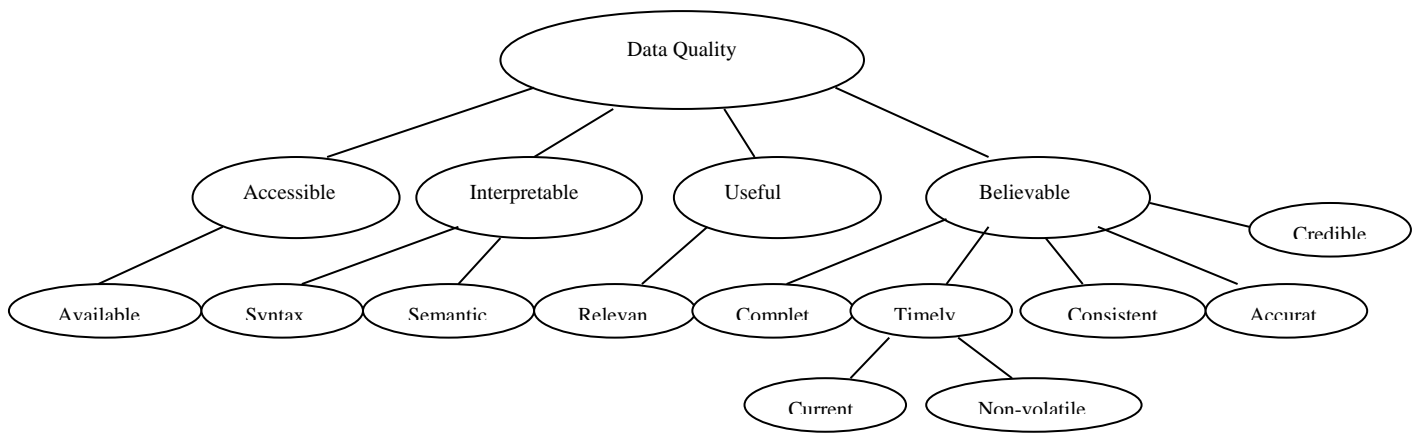 Data Quality
Accessible
Interpretable
Useful
Believable
Credible
Available
Syntax
Semantic
Relevan
Complet
Timely
Consistent
Accurat
Current
Non-volatile